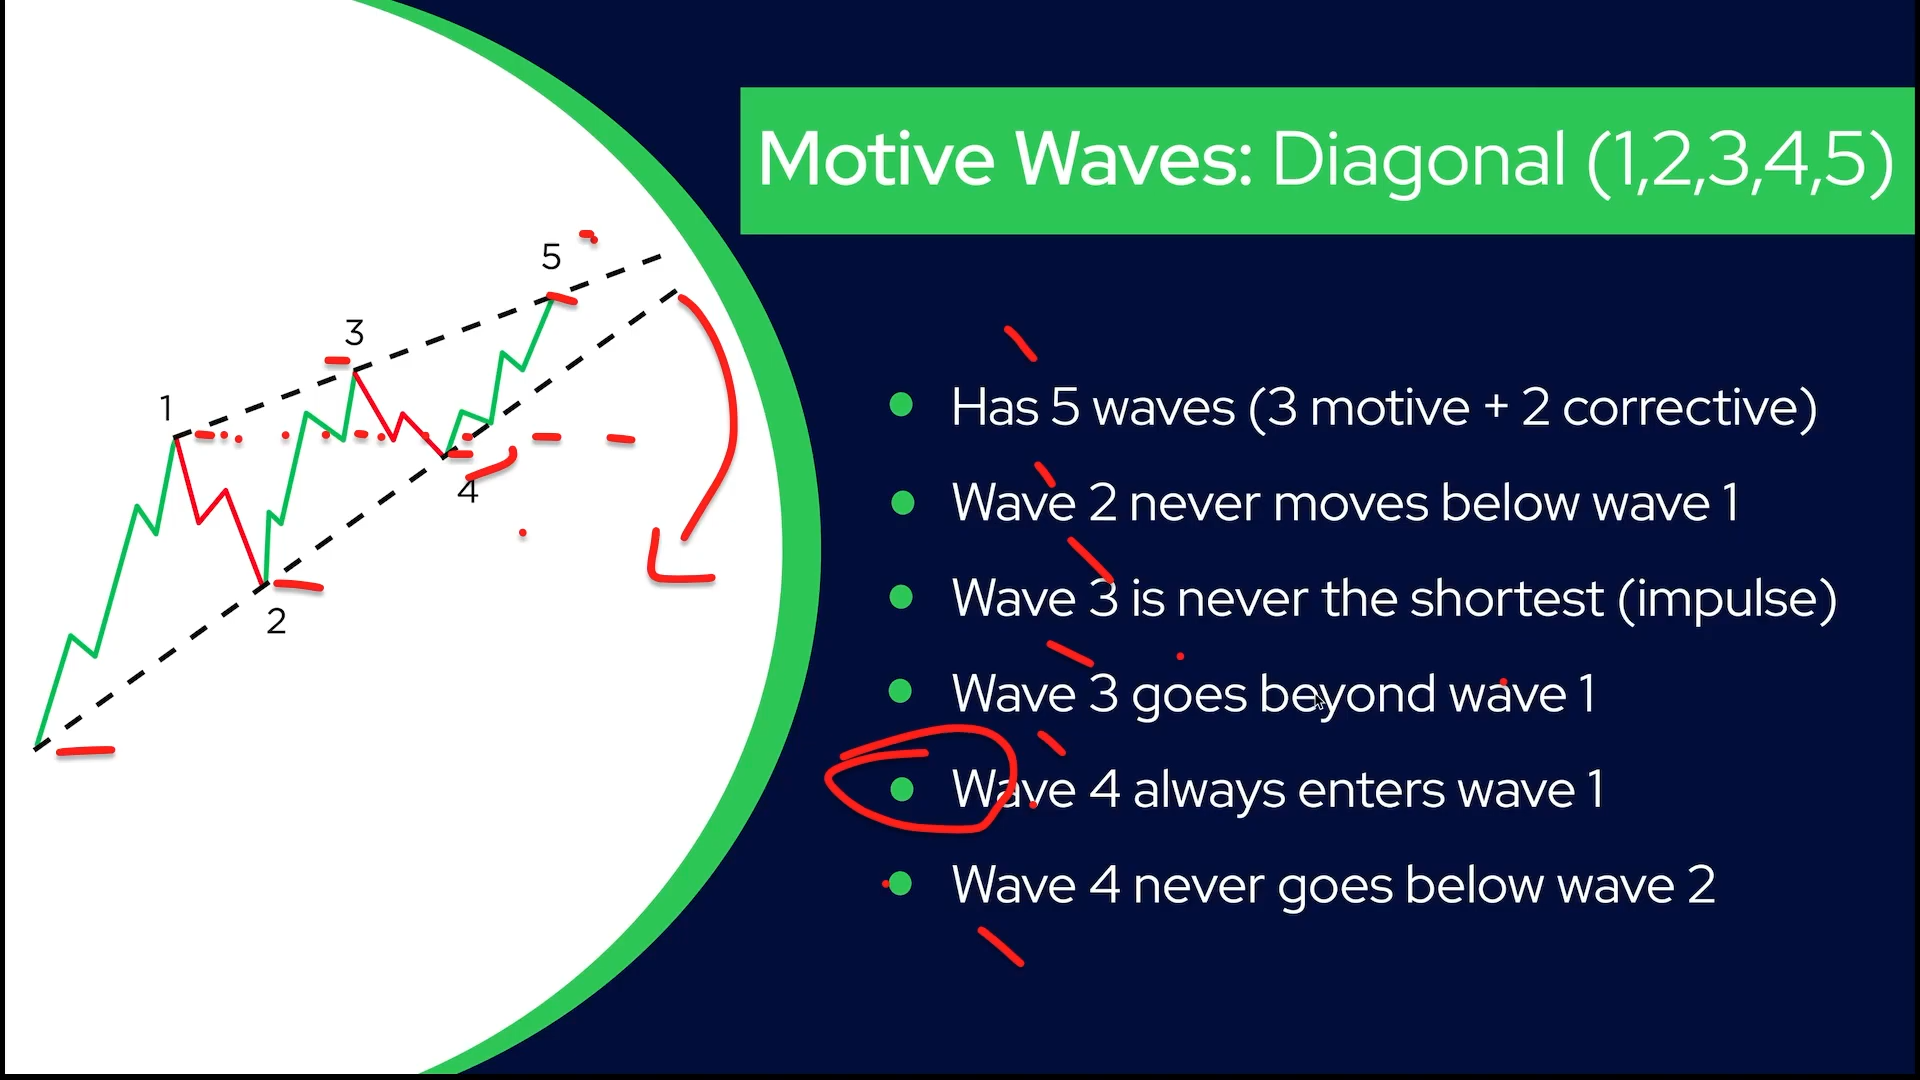 Motive Waves: Diagonal (1,2,3,4,5)
5
3
1
4
2
Has 5 waves (3 motive + 2 corrective)
Wave 2 never moves below wave 1
Wave 3 is never the shortest (impulse)
Wave 3 goes beyond wave 1
Wave 4 always enters wave 1
Wave 4 never goes below wave 2